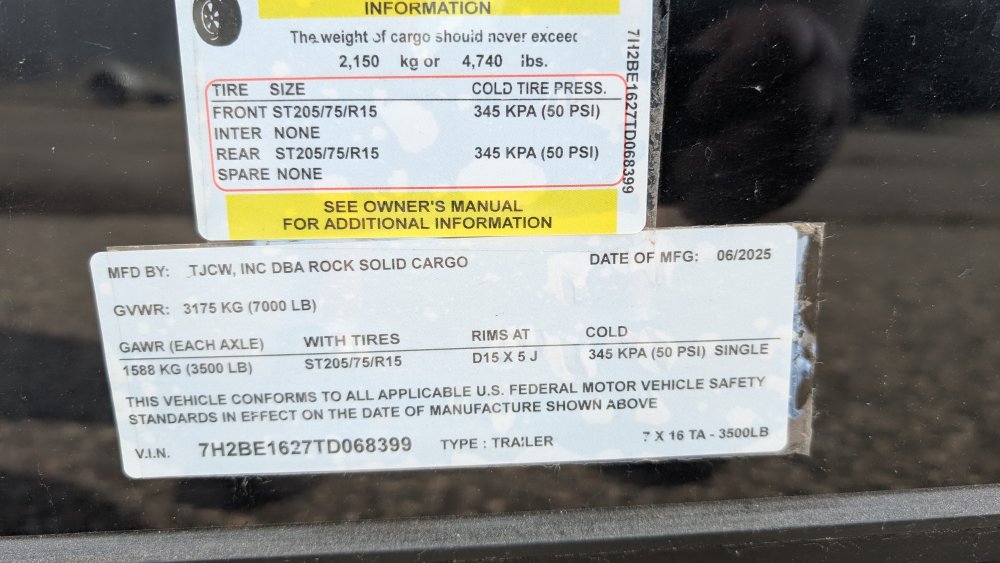 INFORMATION
The weight of cargo should never exceed
2,150 kg or 4,740 lbs.
TIRE SIZE COLD TIRE PRESS.
FRONT ST205/75/R15 345 KPA (50 PSI)
INTER NONE
REAR ST205/75/R15 345 KPA (50 PSI)
SPARE NONE
7H2BE1627TD068399
SEE OWNER'S MANUAL
FOR ADDITIONAL INFORMATION
MFD BY: TJCW, INC DBA ROCK SOLID CARGO DATE OF MFG: 06/2025
GVWR: 3175 KG (7000 LB)
GAWR (EACH AXLE) WITH TIRES RIMS AT COLD
1588 KG (3500 LB) ST205/75/R15 D15 X 5 J 345 KPA (50 PSI) SINGLE
THIS VEHICLE CONFORMS TO ALL APPLICABLE U.S. FEDERAL MOTOR VEHICLE SAFETY
STANDARDS IN EFFECT ON THE DATE OF MANUFACTURE SHOWN ABOVE
V.I.N. 7H2BE1627TD068399 TYPE : TRAILER 7 X 16 TA - 3500LB